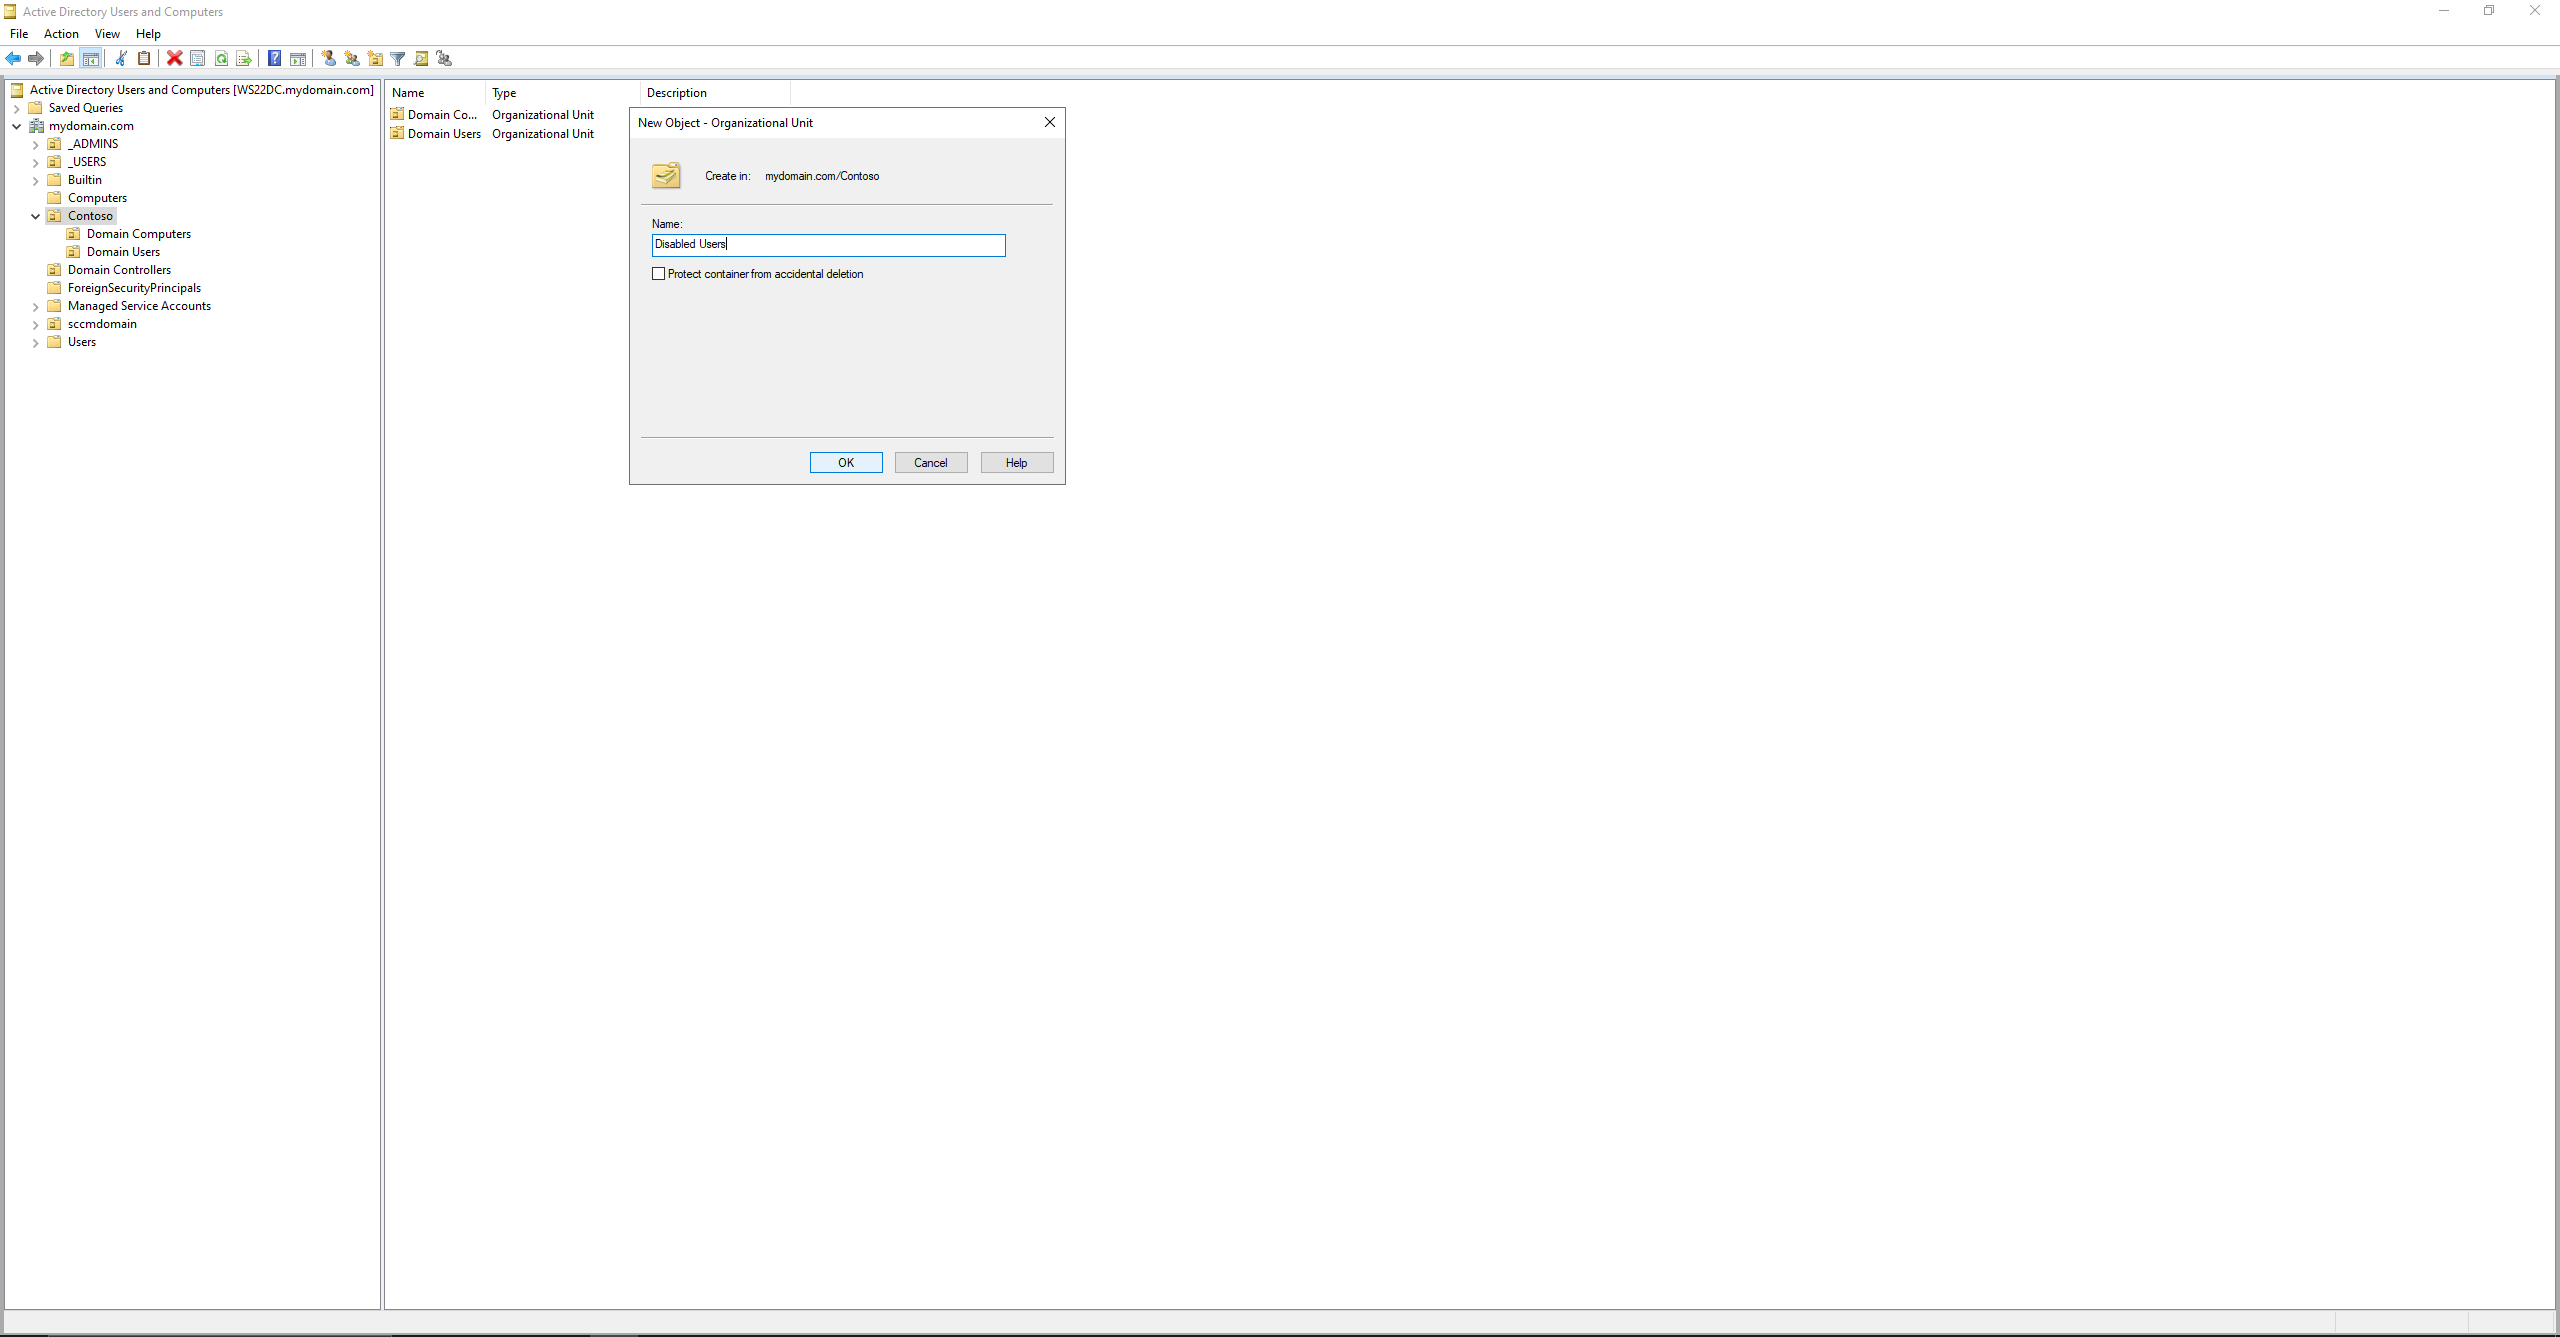 Active Directory Users and Computers
File Action View Help
Active Directory Users and Computers [WS22DC.mydomain.com]
Saved Queries
mydomain.com
_ADMINS
_USERS
Builtin
Computers
Contoso
Domain Computers
Domain Users
Domain Controllers
ForeignSecurityPrincipals
Managed Service Accounts
sccmdomain
Users
Name Type Description
Domain Co... Organizational Unit
Domain Users Organizational Unit
New Object - Organizational Unit
Create in: mydomain.com/Contoso
Name:
Disabled Users
Protect container from accidental deletion
OK Cancel Help